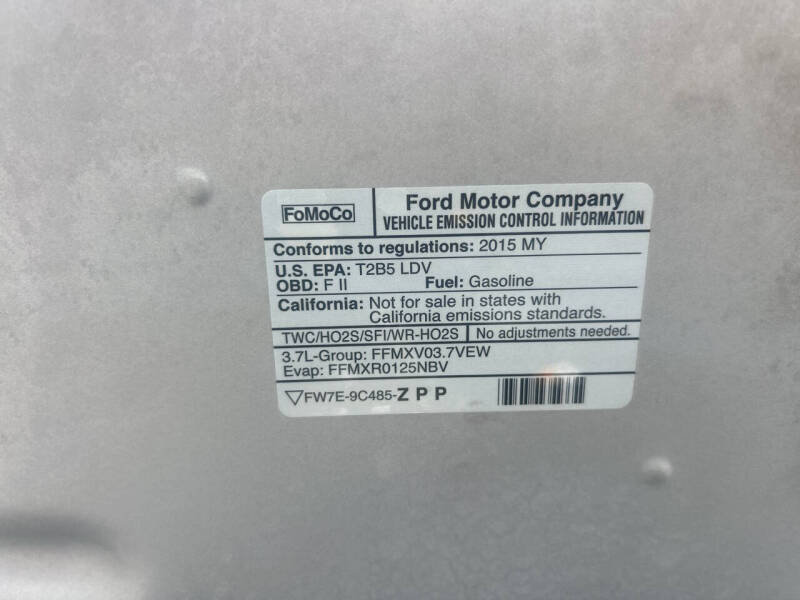 FoMoCo
Ford Motor Company
VEHICLE EMISSION CONTROL INFORMATION
Conforms to regulations: 2015 MY
U.S. EPA: T2B5 LDV
OBD: F II Fuel: Gasoline
California: Not for sale in states with
California emissions standards.
TWC/HO2S/SFI/WR-HO2S No adjustments needed.
3.7L-Group: FFMXV03.7VEW
Evap: FFMXR0125NBV
FW7E-9C485-Z P P